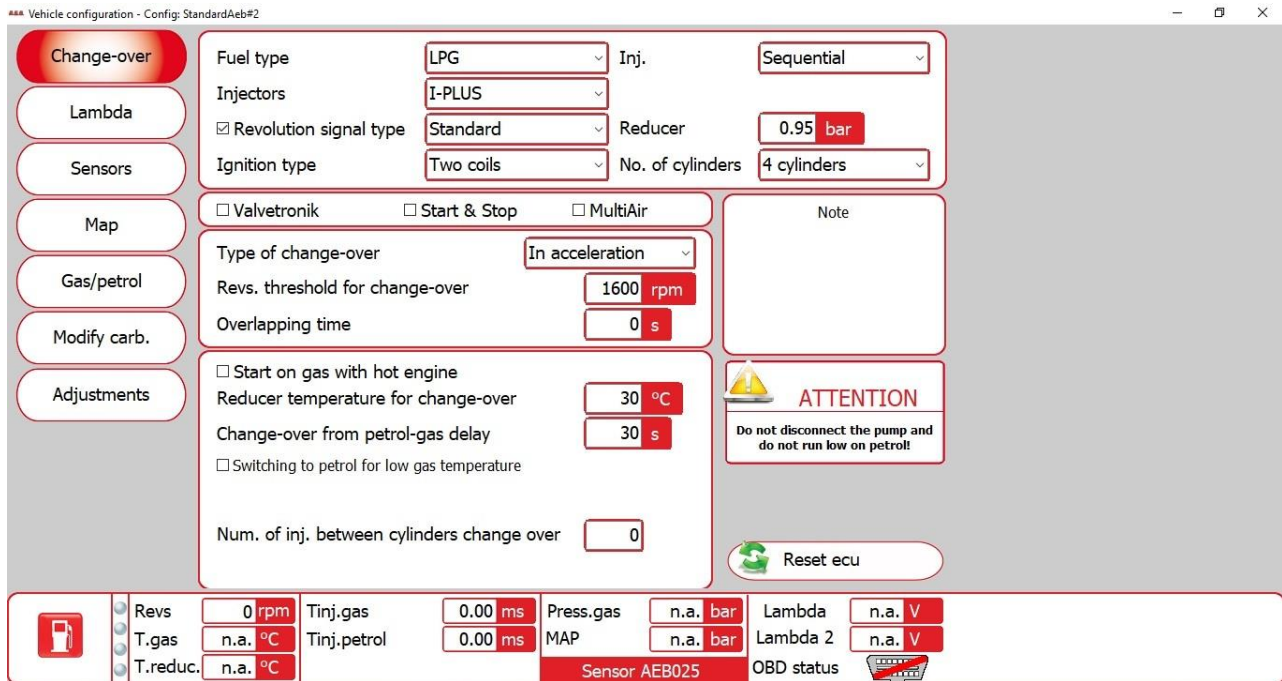 Vehicle configuration - Config: StandardAeb#2
Change-over
Lambda
Sensors
Map
Gas/petrol
Modify carb.
Adjustments
Fuel type LPG Inj. Sequential
Injectors I-PLUS
Revolution signal type Standard Reducer 0.95 bar
Ignition type Two coils No. of cylinders 4 cylinders
Valvetronik Start & Stop MultiAir
Type of change-over In acceleration
Revs. threshold for change-over 1600 rpm
Overlapping time 0 s
Note
Start on gas with hot engine
Reducer temperature for change-over 30 °C
Change-over from petrol-gas delay 30 s
Switching to petrol for low gas temperature
Num. of inj. between cylinders change over 0
ATTENTION
Do not disconnect the pump and
do not run low on petrol!
Reset ecu
Revs 0 rpm Tinj.gas 0.00 ms Press.gas n.a. bar Lambda n.a. V
T.gas n.a. °C Tinj.petrol 0.00 ms MAP n.a. bar Lambda 2 n.a. V
T.reduc. n.a. °C Sensor AEB025 OBD status